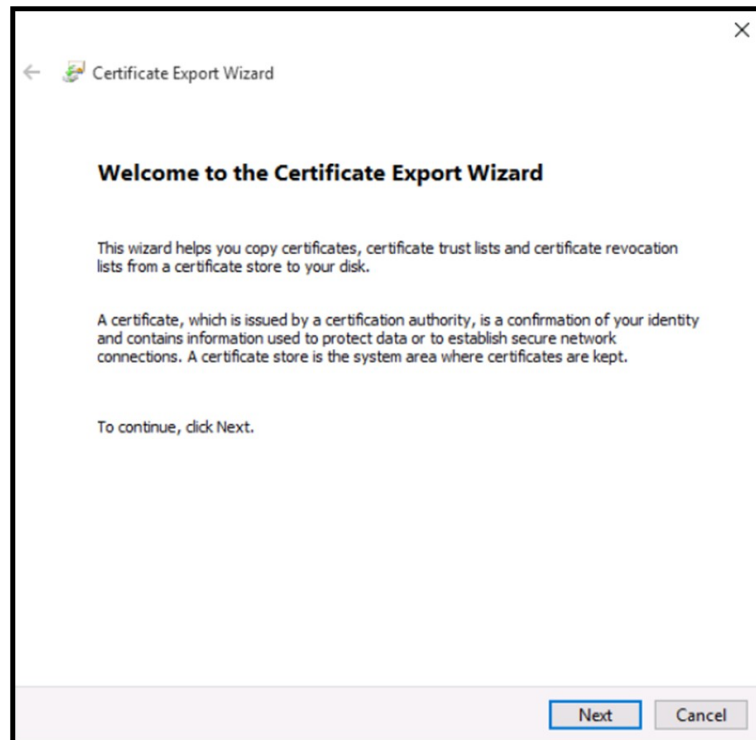 Certificate Export Wizard
Welcome to the Certificate Export Wizard
This wizard helps you copy certificates, certificate trust lists and certificate revocation
lists from a certificate store to your disk.
A certificate, which is issued by a certification authority, is a confirmation of your identity
and contains information used to protect data or to establish secure network
connections. A certificate store is the system area where certificates are kept.
To continue, click Next.
Next Cancel